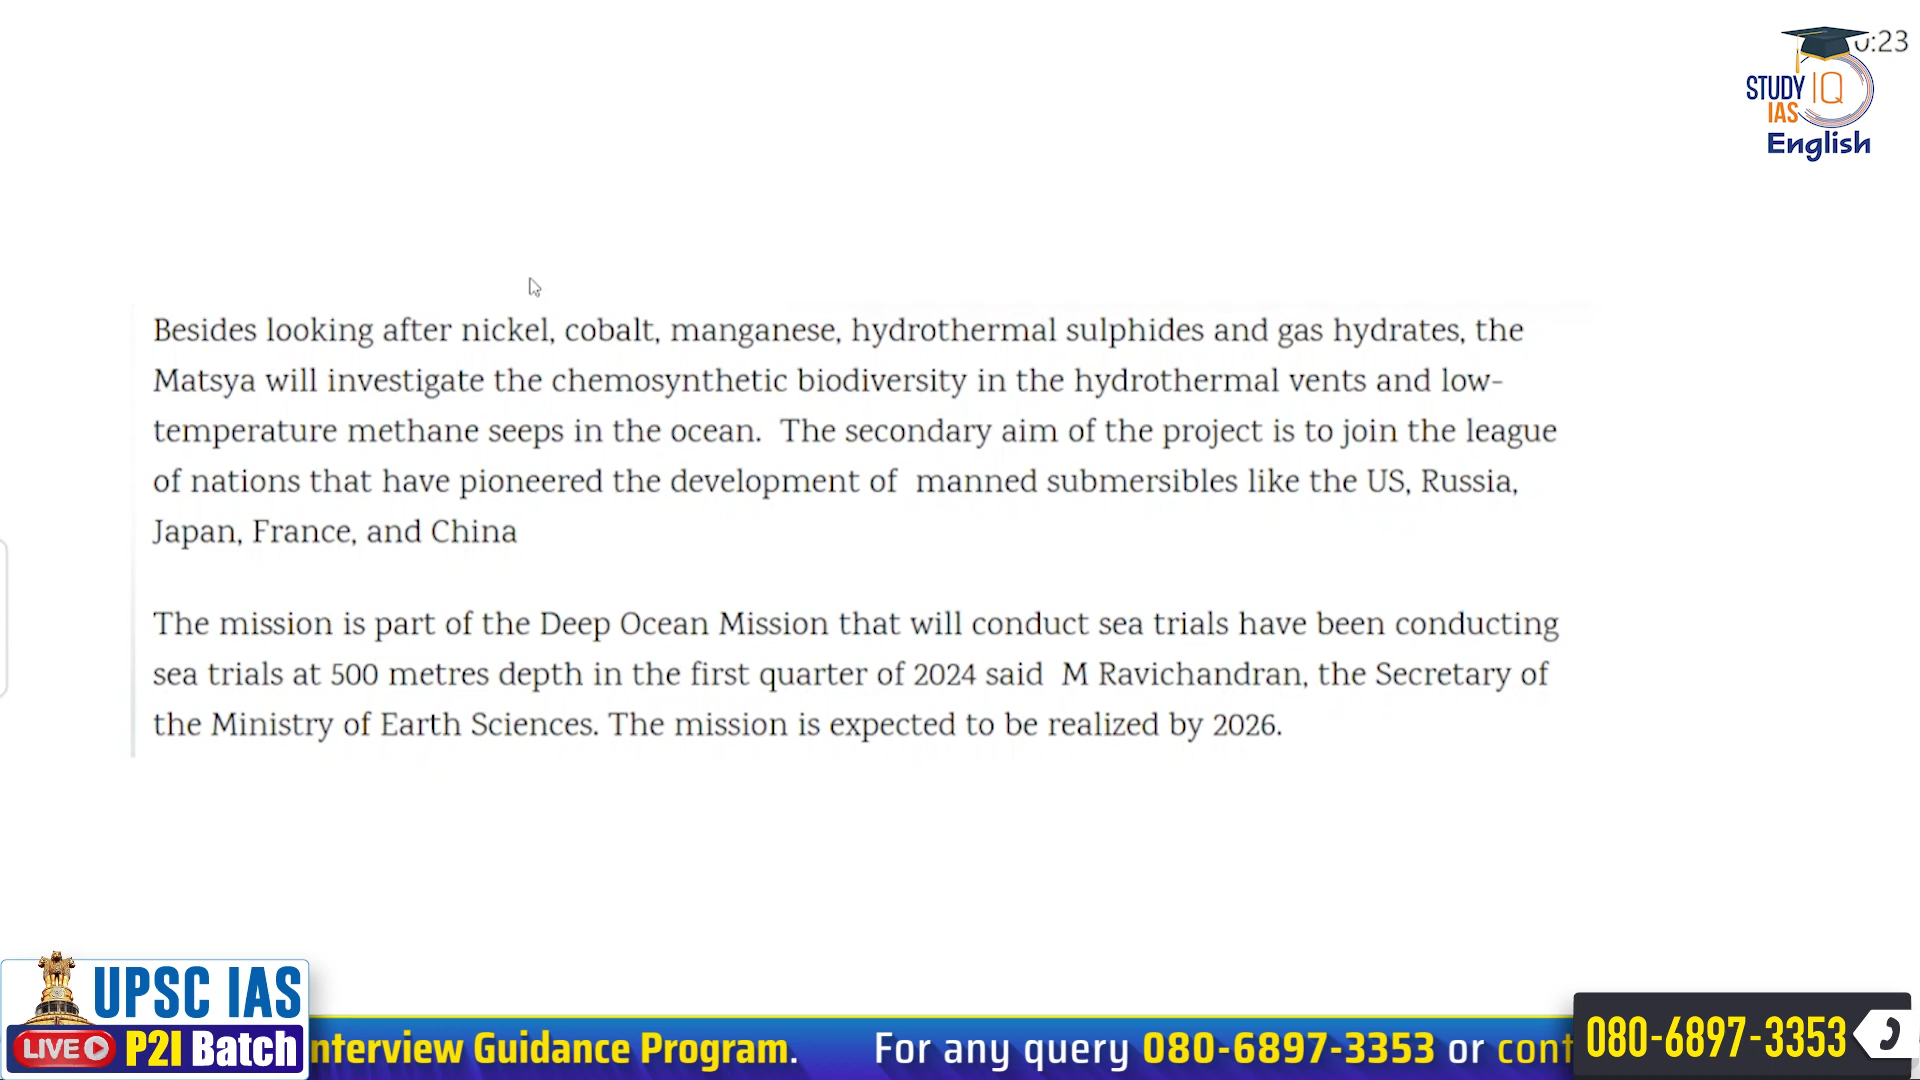 0:23
STUDY IQ
IAS
English
Besides looking after nickel, cobalt, manganese, hydrothermal sulphides and gas hydrates, the
Matsya will investigate the chemosynthetic biodiversity in the hydrothermal vents and low-
temperature methane seeps in the ocean.  The secondary aim of the project is to join the league
of nations that have pioneered the development of  manned submersibles like the US, Russia,
Japan, France, and China
The mission is part of the Deep Ocean Mission that will conduct sea trials have been conducting
sea trials at 500 metres depth in the first quarter of 2024 said  M Ravichandran, the Secretary of
the Ministry of Earth Sciences. The mission is expected to be realized by 2026.
UPSC IAS
LIVE P2I Batch
nterview Guidance Program. For any query 080-6897-3353 or cont
080-6897-3353